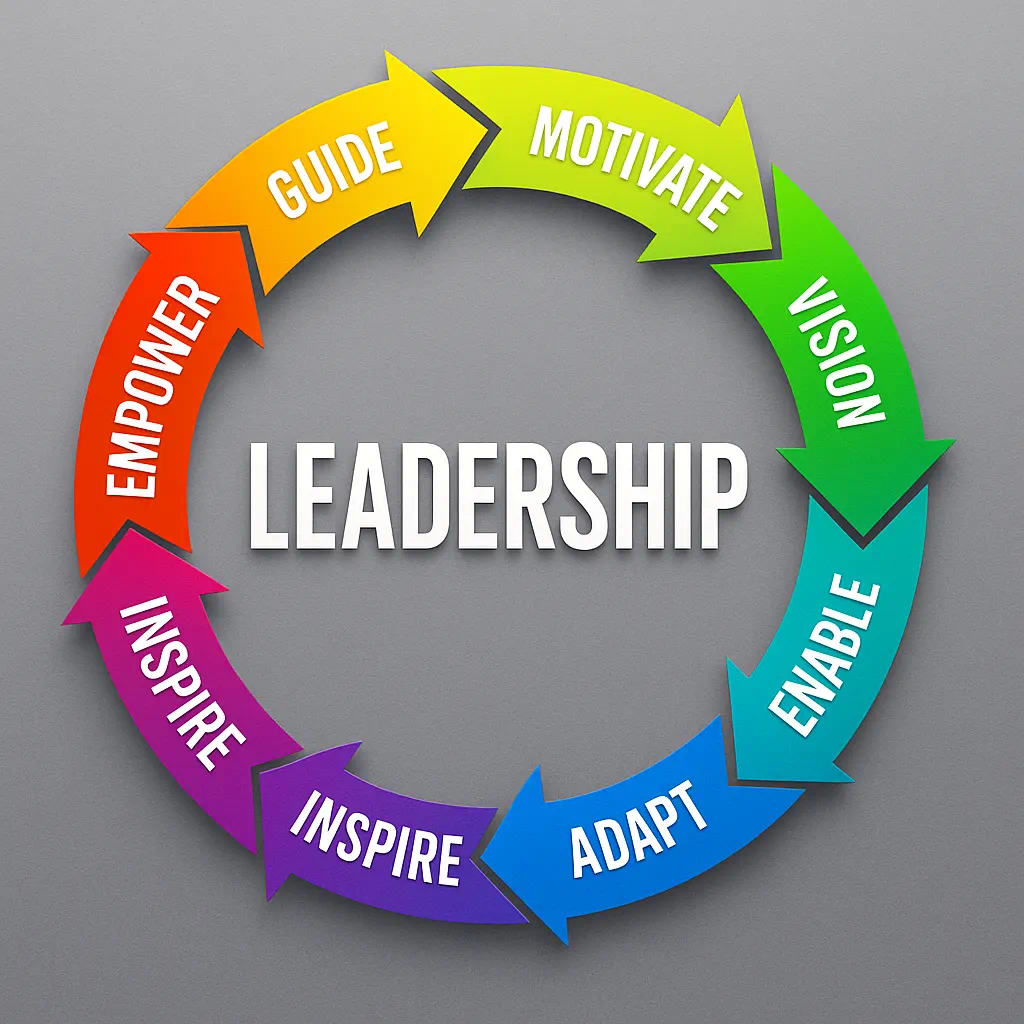 GUIDE
MOTIVATE
VISION
ENABLE
ADAPT
INSPIRE
INSPIRE
EMPOWER
LEADERSHIP